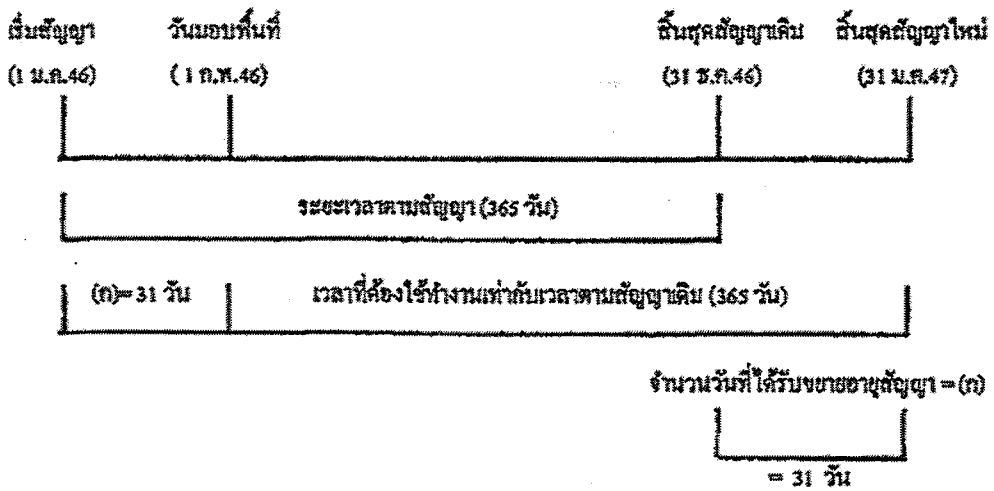 เริ่มสัญญา วันมอบพื้นที่ สิ้นสุดสัญญาเดิม สิ้นสุดสัญญาใหม่
(1 ม.ค.46) (1 ก.พ.46) (31 ธ.ค.46) (31 ม.ค.47)
ระยะเวลาตามสัญญา (365 วัน)
(ก)= 31 วัน เวลาที่ต้องใช้ทำงานเท่ากับเวลาตามสัญญาเดิม (365 วัน)
จำนวนวันที่ได้รับขยายอายุสัญญา = (ก)
= 31 วัน